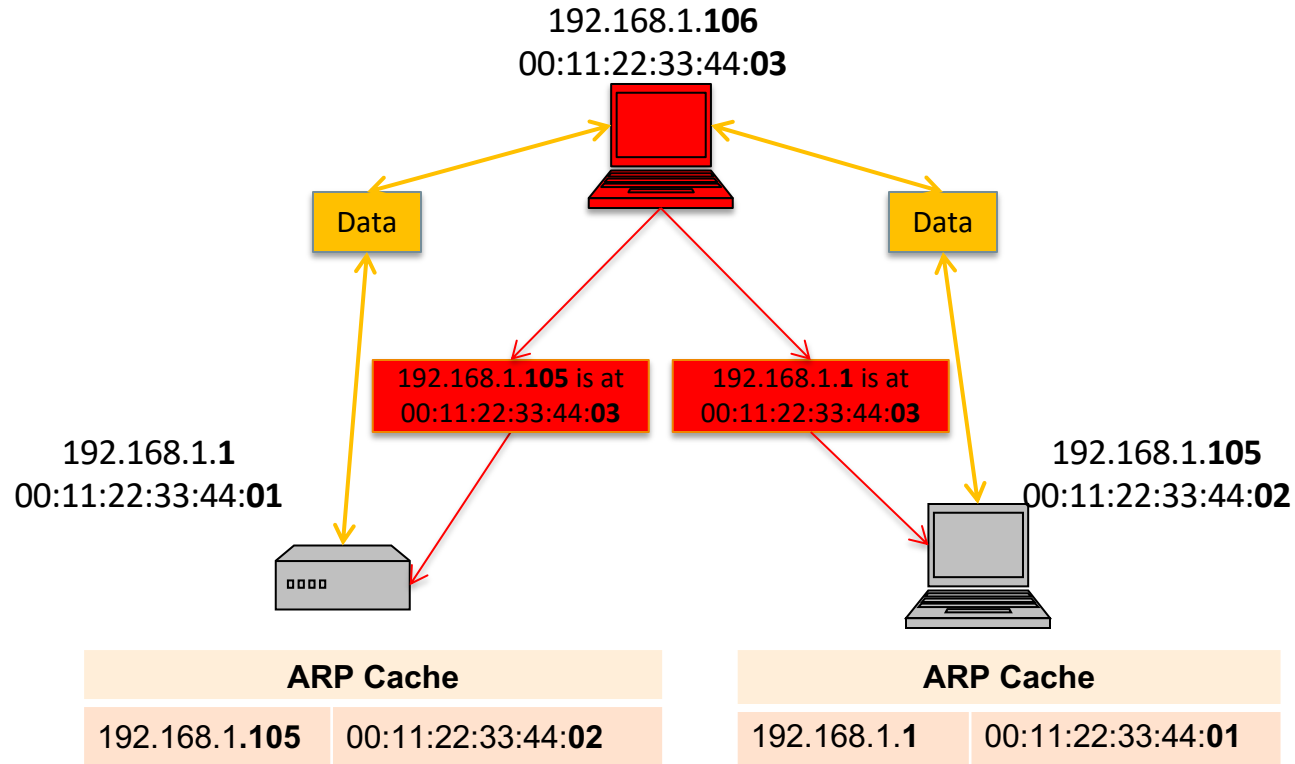 192.168.1.106
00:11:22:33:44:03
Data
Data
192.168.1.105 is at
00:11:22:33:44:03
192.168.1.1 is at
00:11:22:33:44:03
192.168.1.1
00:11:22:33:44:01
192.168.1.105
00:11:22:33:44:02
ARP Cache
192.168.1.105 00:11:22:33:44:02
ARP Cache
192.168.1.1 00:11:22:33:44:01